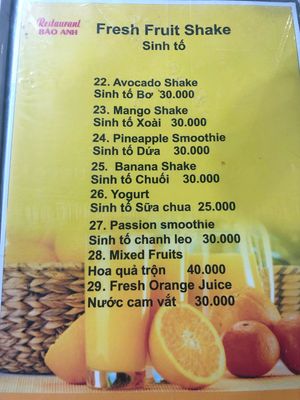 Restaurant
BẢO ANH
Fresh Fruit Shake
Sinh tố
22. Avocado Shake
Sinh tố Bơ 30.000
23. Mango Shake
Sinh tố Xoài 30.000
24. Pineapple Smoothie
Sinh tố Dứa 30.000
25. Banana Shake
Sinh tố Chuối 30.000
26. Yogurt
Sinh tố Sữa chua 25.000
27. Passion smoothie
Sinh tố chanh leo 30.000
28. Mixed Fruits
Hoa quả trộn 40.000
29. Fresh Orange Juice
Nước cam vắt 30.000